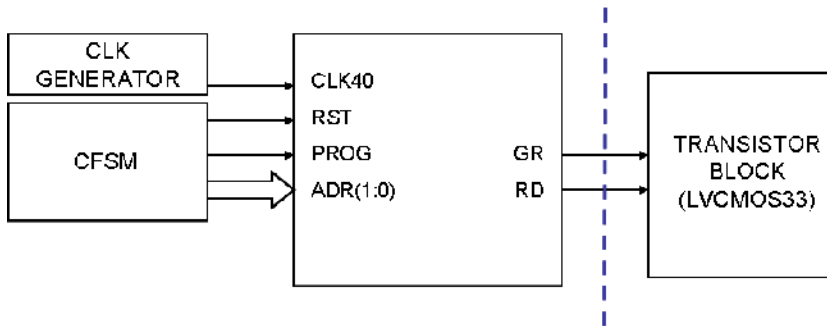 CLK
GENERATOR
CFSM
CLK40
RST
PROG
ADR(1:0)
GR
RD
TRANSISTOR
BLOCK
(LVCMOS33)